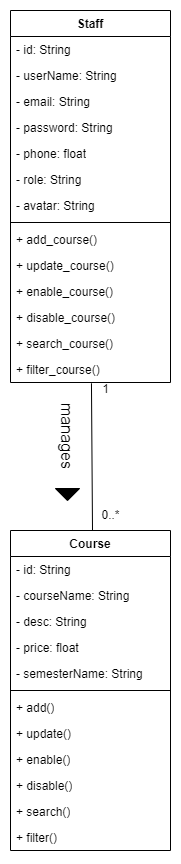 Staff
- id: String
- userName: String
- email: String
- password: String
- phone: float
- role: String
- avatar: String
+ add_course()
+ update_course()
+ enable_course()
+ disable_course()
+ search_course()
+ filter_course()
1
manages
0..*
Course
- id: String
- courseName: String
- desc: String
- price: float
- semesterName: String
+ add()
+ update()
+ enable()
+ disable()
+ search()
+ filter()